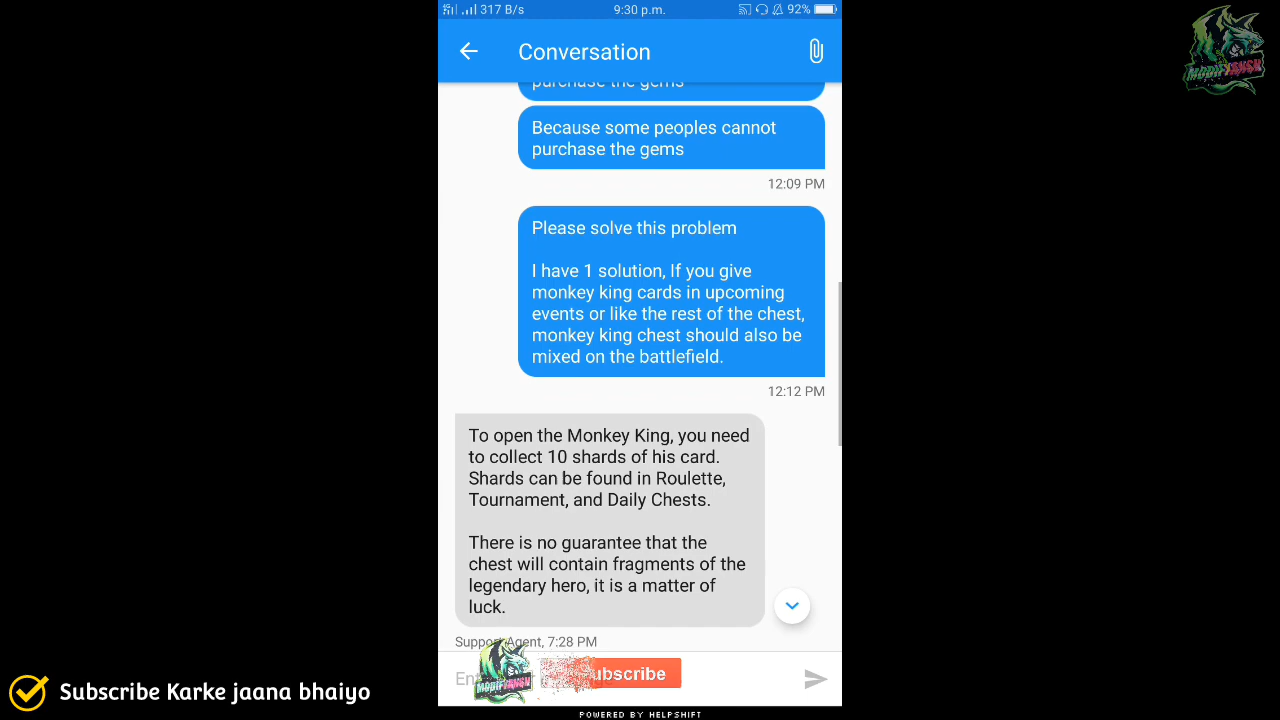 317 B/s 9:30 p.m. 92%
MODIFYANSH
Conversation
purchase the gems
Because some peoples cannot
purchase the gems
12:09 PM
Please solve this problem
I have 1 solution, If you give
monkey king cards in upcoming
events or like the rest of the chest,
monkey king chest should also be
mixed on the battlefield.
12:12 PM
To open the Monkey King, you need
to collect 10 shards of his card.
Shards can be found in Roulette,
Tournament, and Daily Chests.
There is no guarantee that the
chest will contain fragments of the
legendary hero, it is a matter of
luck.
Support Agent, 7:28 PM
ubscribe
MODIFYANSH
Subscribe Karke jaana bhaiyo
POWERED BY HELPSHIFT